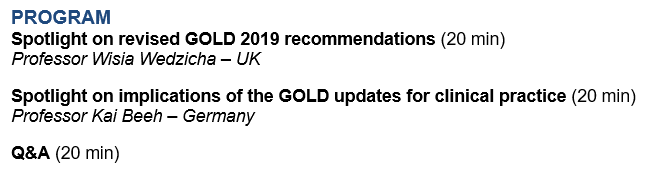 PROGRAM
Spotlight on revised GOLD 2019 recommendations (20 min)
Professor Wisia Wedzicha – UK
Spotlight on implications of the GOLD updates for clinical practice (20 min)
Professor Kai Beeh – Germany
Q&A (20 min)